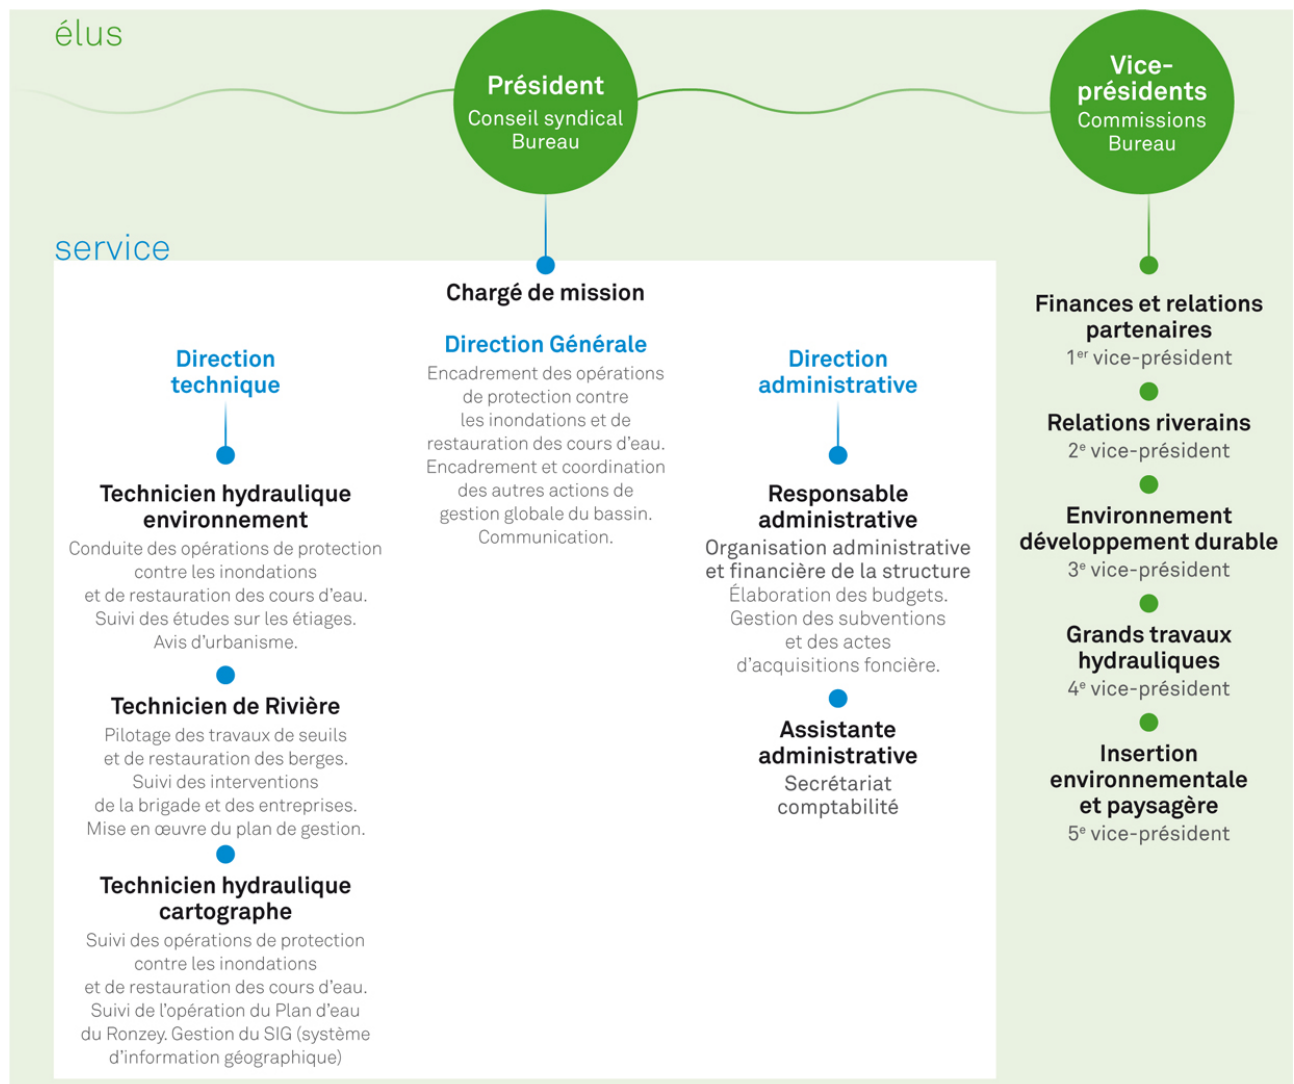 élus
Président
Conseil syndical
Bureau
Vice-
présidents
Commissions
Bureau
service
Chargé de mission
Direction Générale
Encadrement des opérations
de protection contre
les inondations et de
restauration des cours d'eau.
Encadrement et coordination
des autres actions de
gestion globale du bassin.
Communication.
Direction
technique
Technicien hydraulique
environnement
Conduite des opérations de protection
contre les inondations
et de restauration des cours d'eau.
Suivi des études sur les étiages.
Avis d'urbanisme.
Technicien de Rivière
Pilotage des travaux de seuils
et de restauration des berges.
Suivi des interventions
de la brigade et des entreprises.
Mise en œuvre du plan de gestion.
Technicien hydraulique
cartographe
Suivi des opérations de protection
contre les inondations
et de restauration des cours d'eau.
Suivi de l'opération du Plan d'eau
du Ronzey. Gestion du SIG (système
d'information géographique)
Direction
administrative
Responsable
administrative
Organisation administrative
et financière de la structure
Élaboration des budgets.
Gestion des subventions
et des actes
d'acquisitions foncière.
Assistante
administrative
Secrétariat
comptabilité
Finances et relations
partenaires
1er vice-président
Relations riverains
2e vice-président
Environnement
développement durable
3e vice-président
Grands travaux
hydrauliques
4e vice-président
Insertion
environnementale
et paysagère
5e vice-président